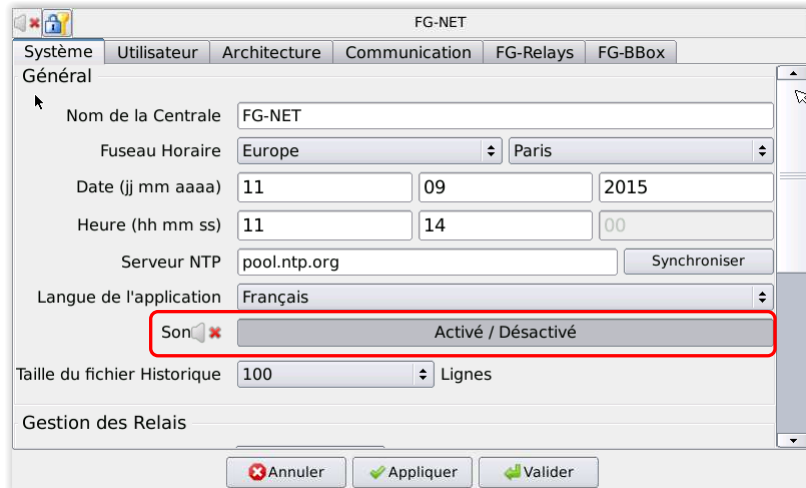 FG-NET
Système Utilisateur Architecture Communication FG-Relays FG-BBox
Général
Nom de la Centrale FG-NET
Fuseau Horaire Europe Paris
Date (jj mm aaaa) 11 09 2015
Heure (hh mm ss) 11 14 00
Serveur NTP pool.ntp.org Synchroniser
Langue de l'application Français
Son Activé / Désactivé
Taille du fichier Historique 100 Lignes
Gestion des Relais
Annuler Appliquer Valider